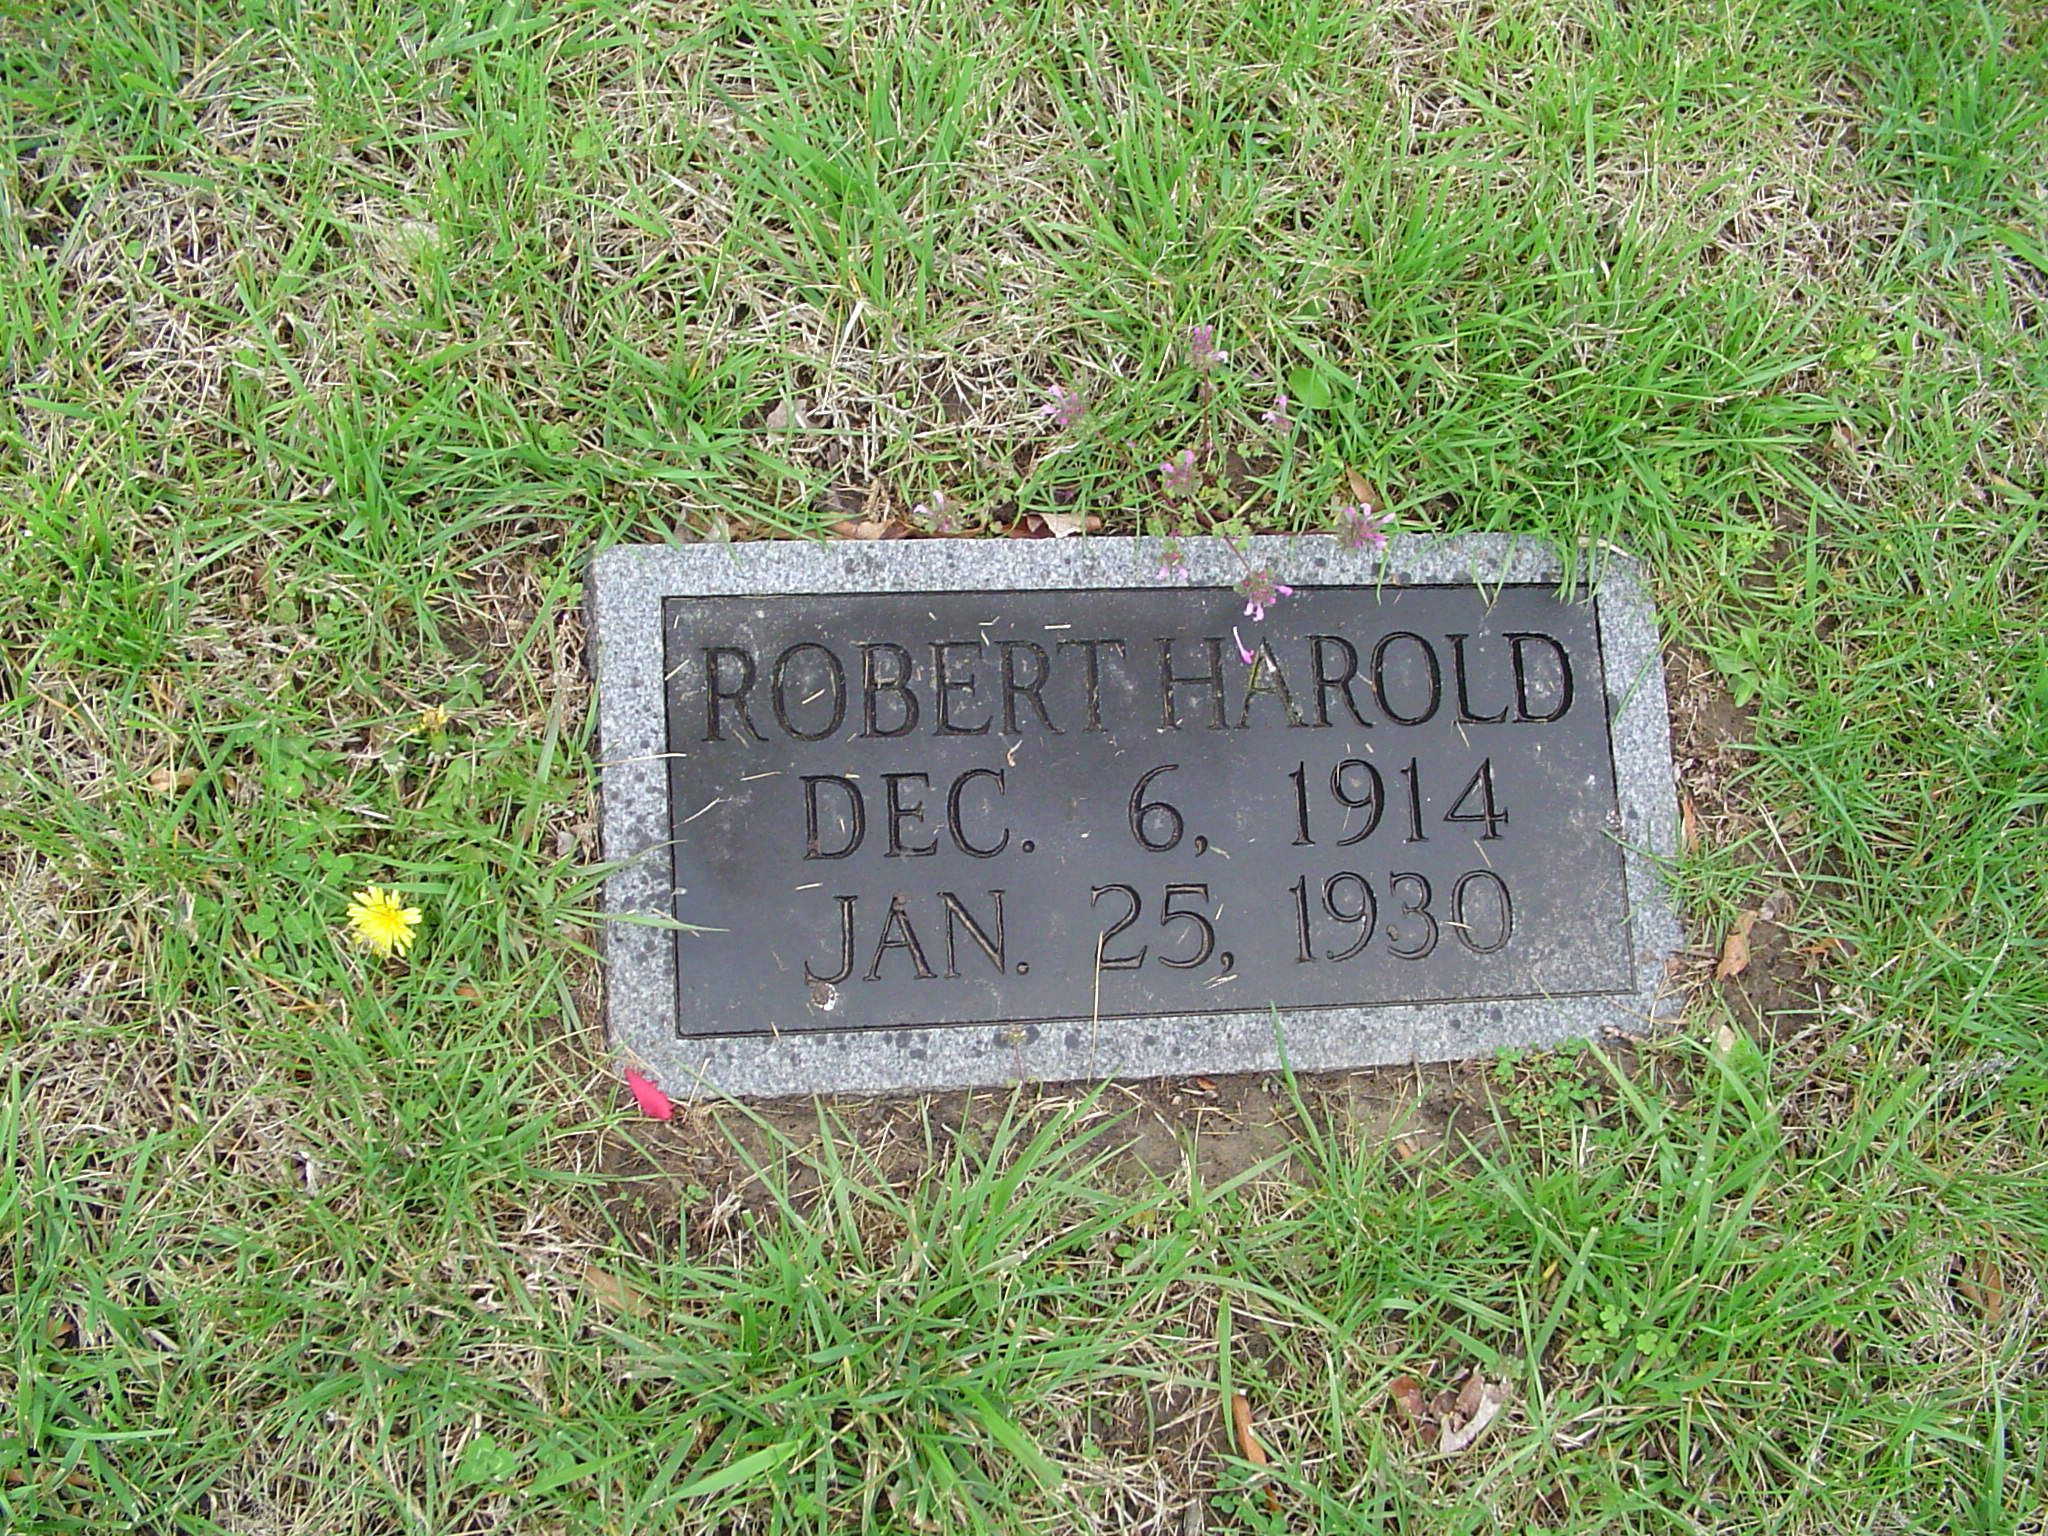 ROBERT HAROLD
DEC. 6, 1914
JAN. 25, 1930